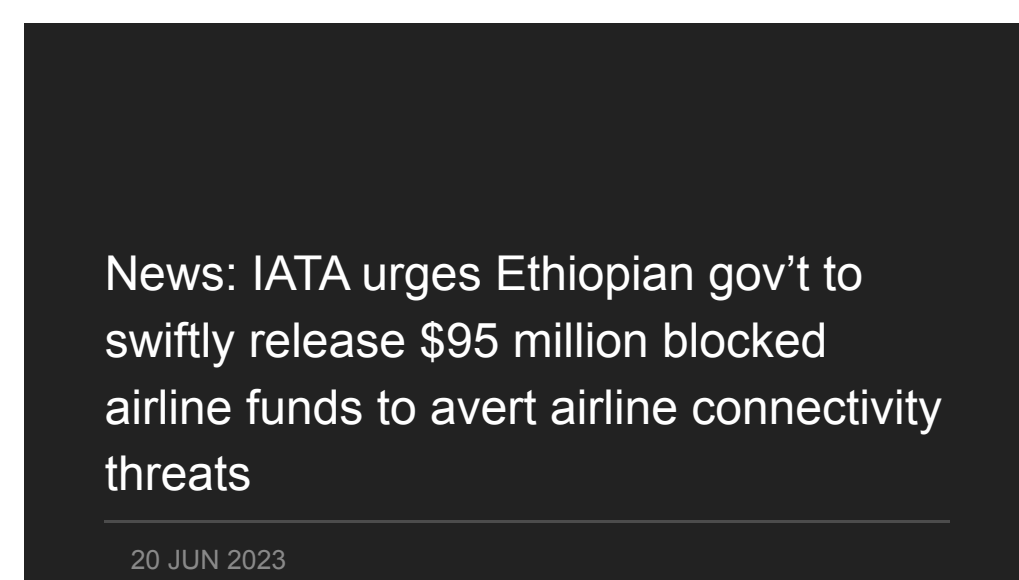 News: IATA urges Ethiopian gov’t to
swiftly release $95 million blocked
airline funds to avert airline connectivity
threats
20 JUN 2023